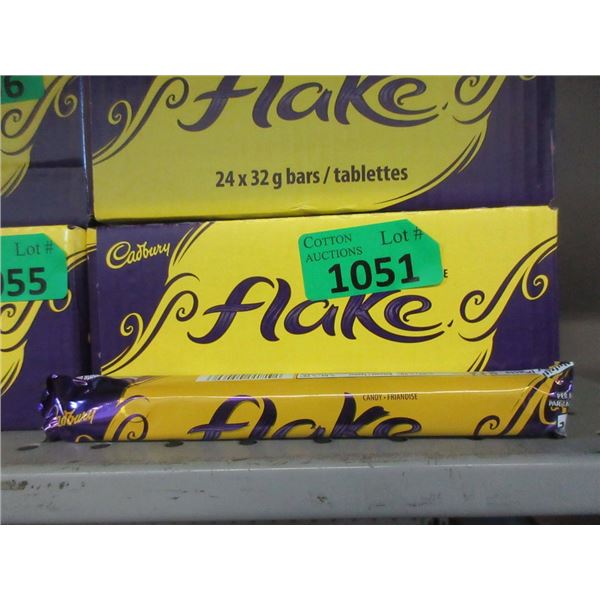 6
flake
24 x 32 g bars / tablettes
Lot #
055
Cadbury
COTTON
AUCTIONS
Lot #
1051
flake
Cadbury
flake
CANDY • FRIANDISE